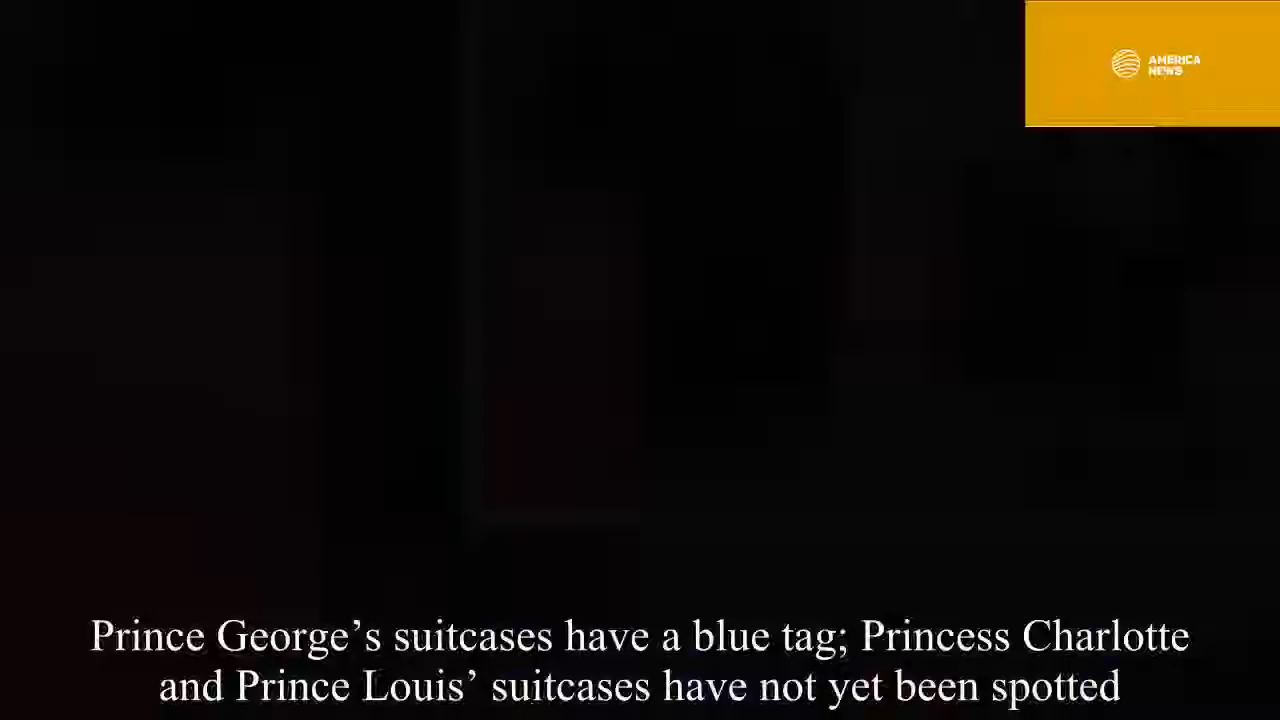 AMERICA
NEWS
Prince George’s suitcases have a blue tag; Princess Charlotte
and Prince Louis’ suitcases have not yet been spotted